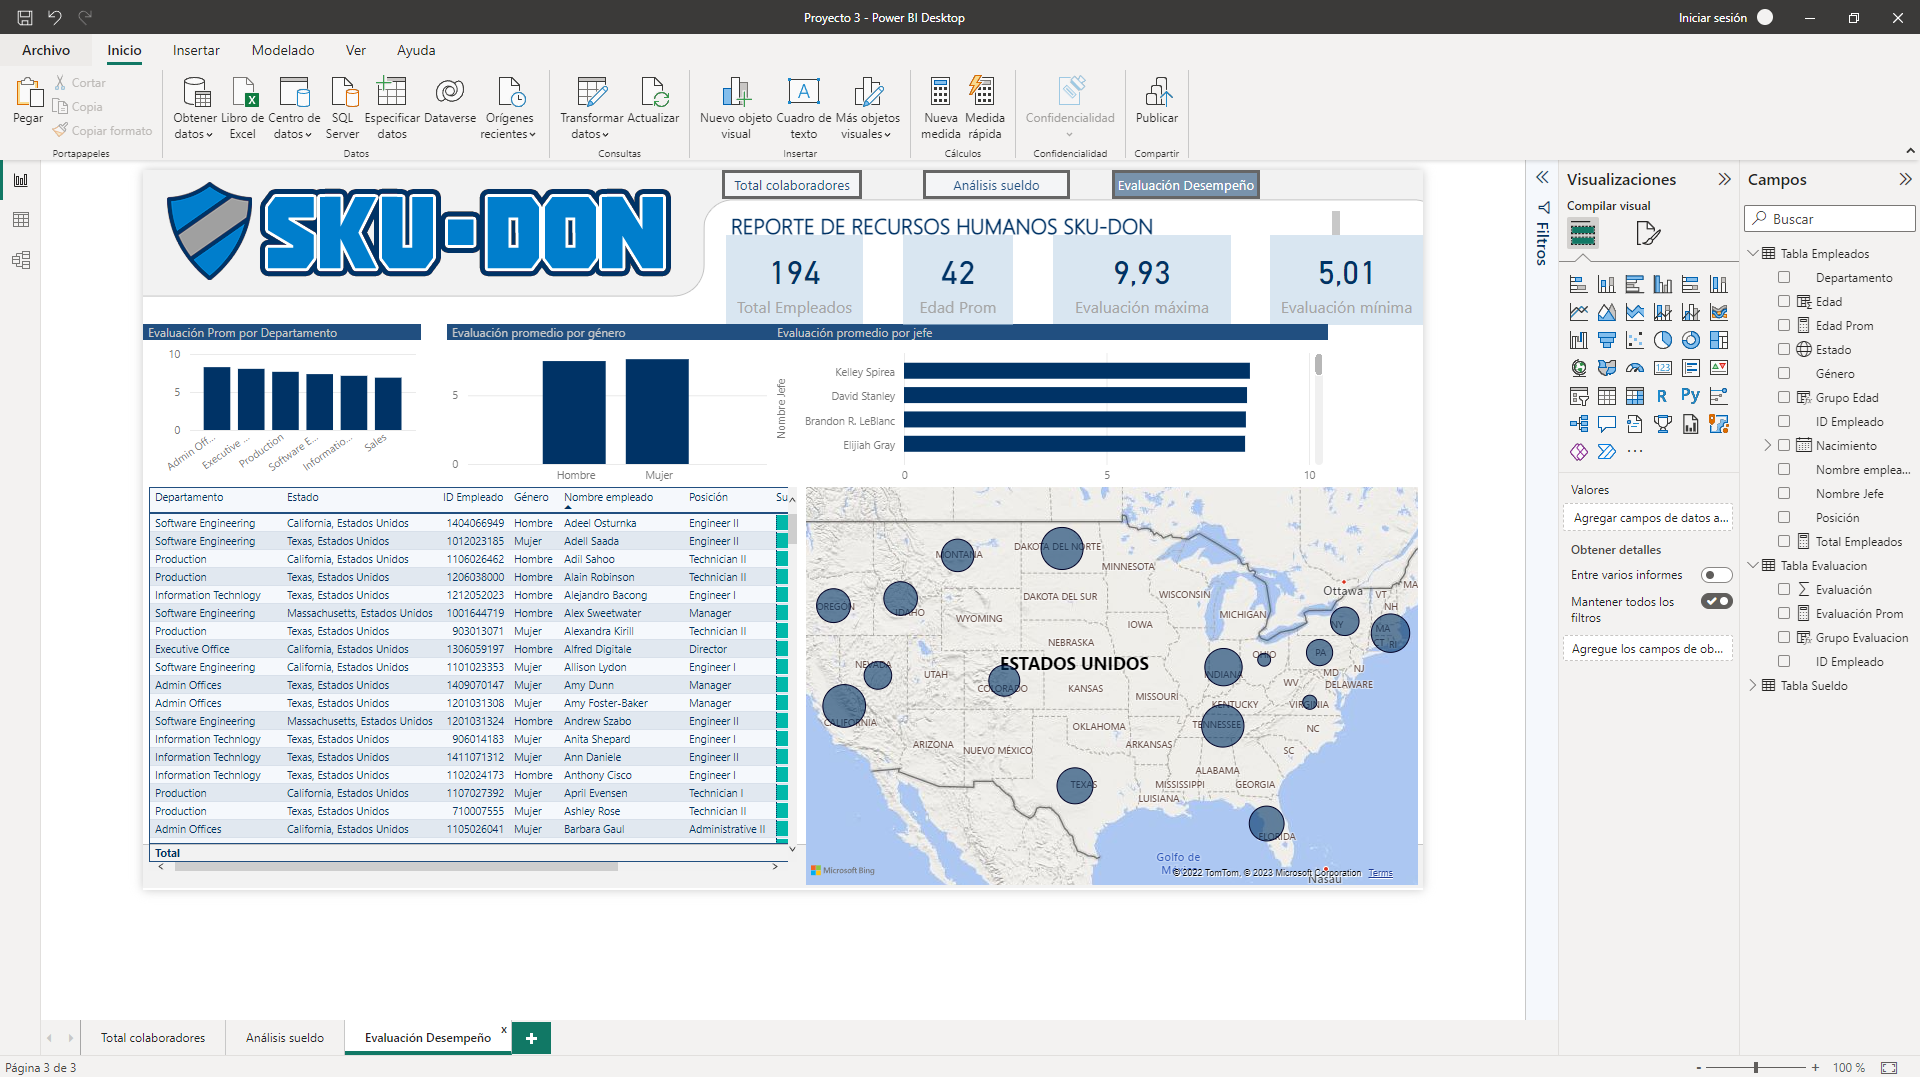 Proyecto 3 - Power BI Desktop
Iniciar sesión
Archivo
Inicio
Insertar
Modelado
Ver
Ayuda
Pegar
Cortar
Copia
Copiar formato
Portapapeles
Obtener datos
Libro de Excel
Centro de datos
SQL Server
Especificar datos
Dataverse
Orígenes recientes
Datos
Transformar datos
Actualizar
Consultas
Nuevo objeto visual
Cuadro de texto
Más objetos visuales
Insertar
Nueva medida
Medida rápida
Cálculos
Confidencialidad
Confidencialidad
Publicar
Compartir
SKU-DON
Total colaboradores
Análisis sueldo
Evaluación Desempeño
REPORTE DE RECURSOS HUMANOS SKU-DON
194
Total Empleados
42
Edad Prom
9,93
Evaluación máxima
5,01
Evaluación mínima
Evaluación Prom por Departamento
10
5
0
Admin Off...
Executive ...
Production
Software E...
Informatio...
Sales
Evaluación promedio por género
5
0
Hombre
Mujer
Evaluación promedio por jefe
Nombre Jefe
Kelley Spirea
David Stanley
Brandon R. LeBlanc
Elijiah Gray
0
5
10
Departamento Estado ID Empleado Género Nombre empleado Posición Su
Software Engineering California, Estados Unidos 1404066949 Hombre Adeel Osturnka Engineer II
Software Engineering Texas, Estados Unidos 1012023185 Mujer Adell Saada Engineer II
Production California, Estados Unidos 1106026462 Hombre Adil Sahoo Technician II
Production Texas, Estados Unidos 1206038000 Hombre Alain Robinson Technician II
Information Technlogy Texas, Estados Unidos 1212052023 Hombre Alejandro Bacong Engineer I
Software Engineering Massachusetts, Estados Unidos 1001644719 Hombre Alex Sweetwater Manager
Production Texas, Estados Unidos 903013071 Mujer Alexandra Kirill Technician II
Executive Office California, Estados Unidos 1306059197 Hombre Alfred Digitale Director
Software Engineering California, Estados Unidos 1101023353 Mujer Allison Lydon Engineer I
Admin Offices Texas, Estados Unidos 1409070147 Mujer Amy Dunn Manager
Admin Offices Texas, Estados Unidos 1201031308 Mujer Amy Foster-Baker Manager
Software Engineering Massachusetts, Estados Unidos 1201031324 Hombre Andrew Szabo Engineer II
Information Technlogy Texas, Estados Unidos 906014183 Mujer Anita Shepard Engineer I
Information Technlogy Texas, Estados Unidos 1411071312 Mujer Ann Daniele Engineer II
Information Technlogy Texas, Estados Unidos 1102024173 Hombre Anthony Cisco Engineer I
Production California, Estados Unidos 1107027392 Mujer April Evensen Technician I
Production Texas, Estados Unidos 710007555 Mujer Ashley Rose Technician II
Admin Offices California, Estados Unidos 1105026041 Mujer Barbara Gaul Administrative II
Total
MONTANA
DAKOTA DEL NORTE
MINNESOTA
OREGON
IDAHO
DAKOTA DEL SUR
WISCONSIN
MICHIGAN
Ottawa
VT
MA
NH
WYOMING
IOWA
NY
MA
CT
RI
NEBRASKA
ESTADOS UNIDOS
OHIO
PA
NJ
NEVADA
UTAH
COLORADO
KANSAS
MISSOURI
INDIANA
WV
MD
DELAWARE
KENTUCKY
VIRGINIA
CALIFORNIA
OKLAHOMA
TENNESSEE
NC
ARIZONA
NUEVO MÉXICO
ARKANSAS
SC
ALABAMA
TEXAS
MISSISSIPPI
GEORGIA
LUISIANA
FLORIDA
Golfo de
México
Nasáu
Microsoft Bing
© 2022 TomTom, © 2023 Microsoft Corporation Terms
Filtros
Visualizaciones
Compilar visual
123
R
Py
Valores
Agregar campos de datos a...
Obtener detalles
Entre varios informes
Mantener todos los filtros
Agregue los campos de ob...
Campos
Buscar
Tabla Empleados
Departamento
Edad
Edad Prom
Estado
Género
Grupo Edad
ID Empleado
Nacimiento
Nombre emplea...
Nombre Jefe
Posición
Total Empleados
Tabla Evaluacion
Evaluación
Evaluación Prom
Grupo Evaluacion
ID Empleado
Tabla Sueldo
Total colaboradores
Análisis sueldo
Evaluación Desempeño
x
+
Página 3 de 3
- + 100 %